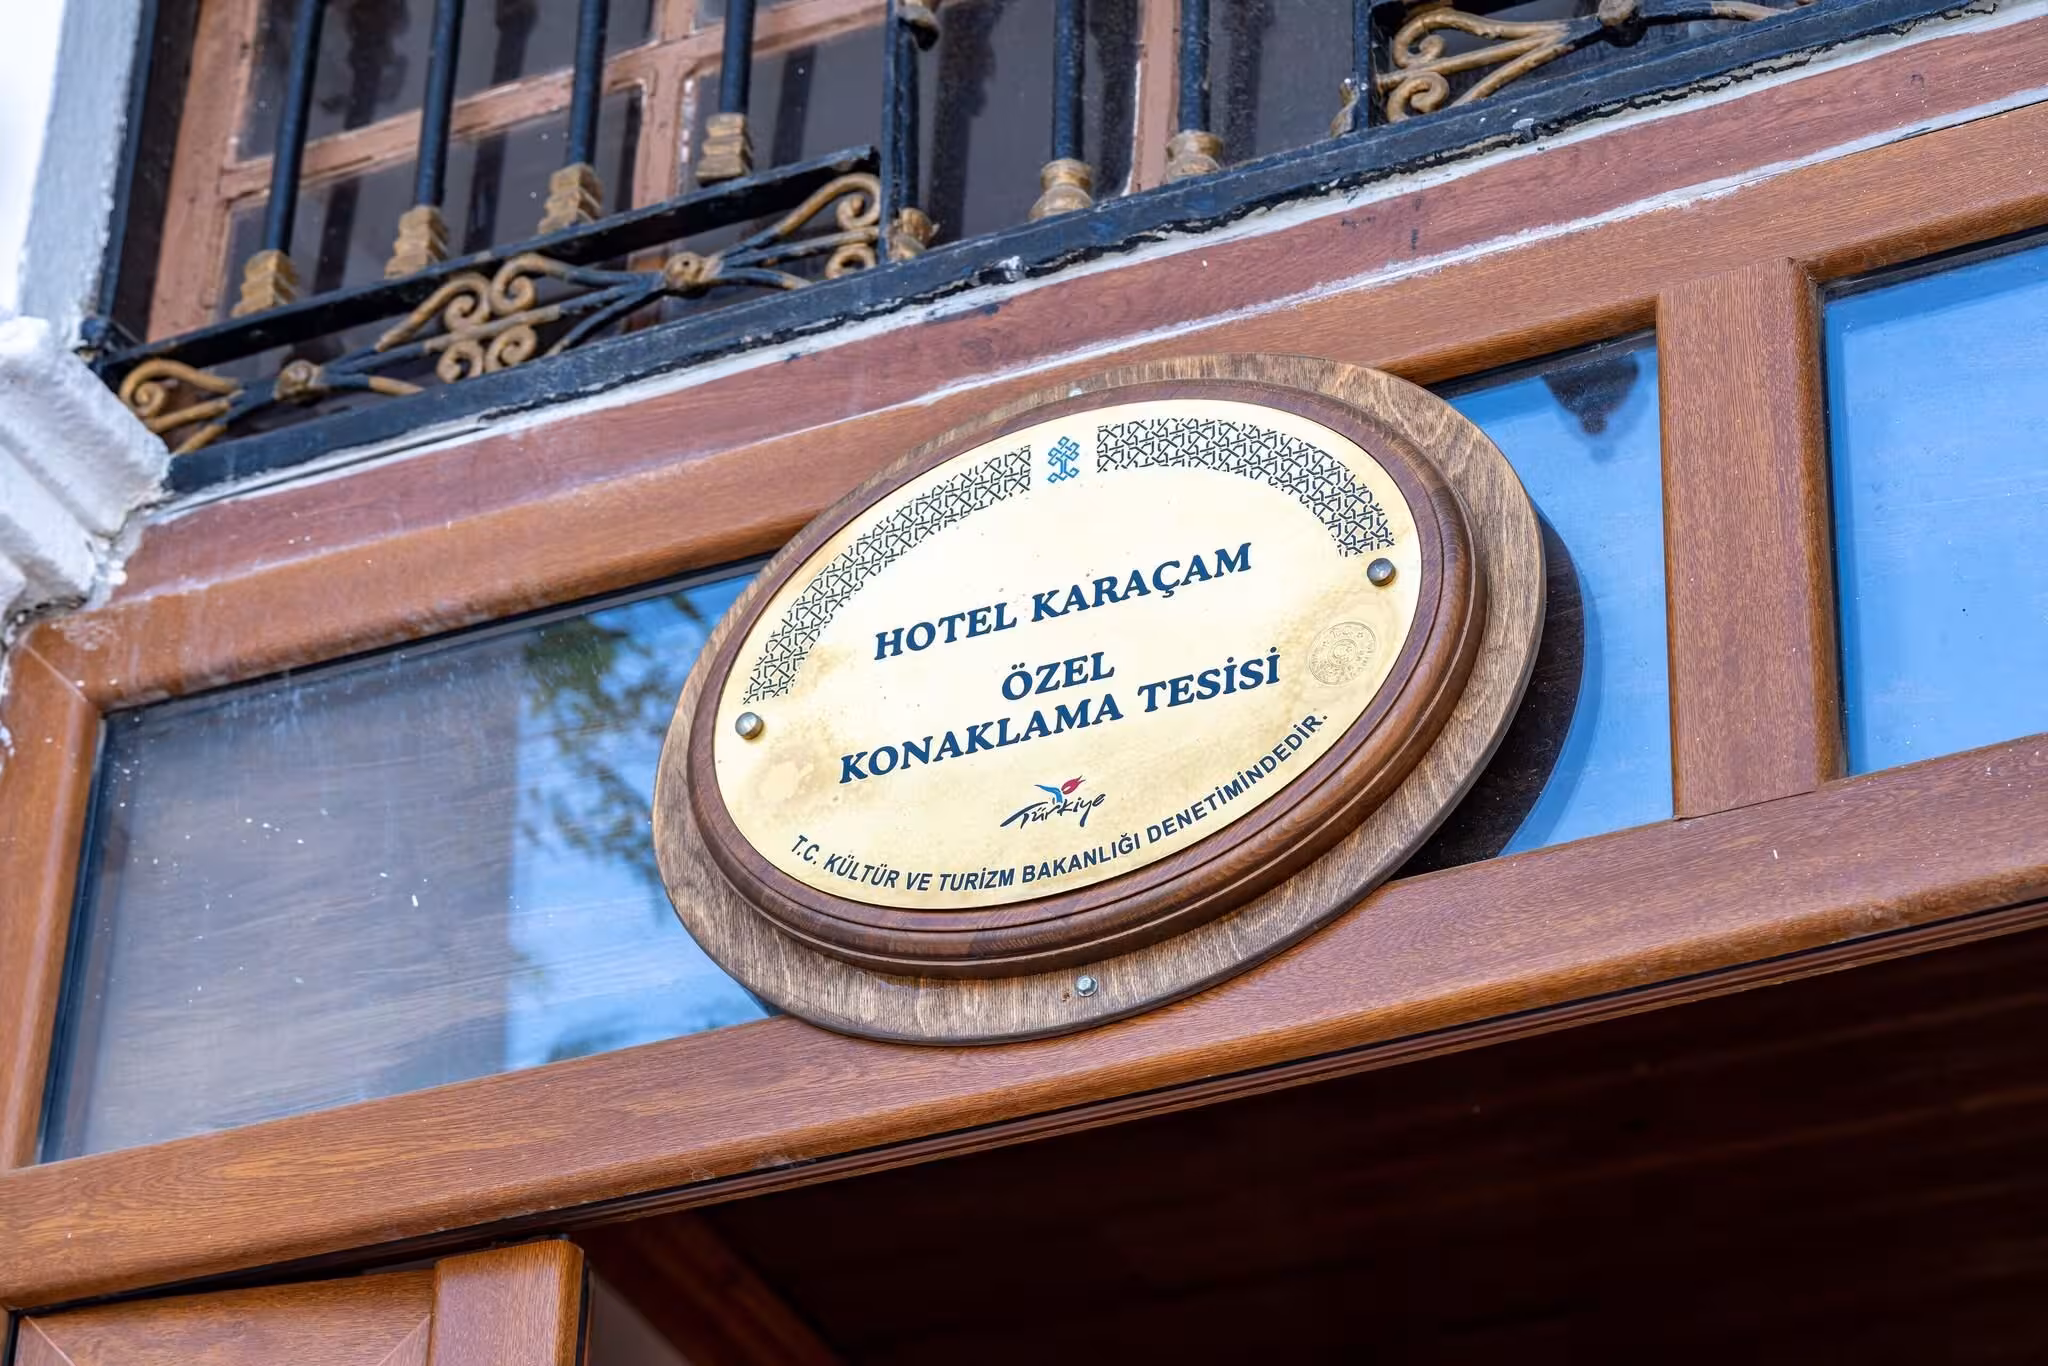 HOTEL KARAÇAM
ÖZEL
KONAKLAMA TESİSİ
Türkiye
T.C. KÜLTÜR VE TURİZM BAKANLIĞI DENETİMİNDEDİR.